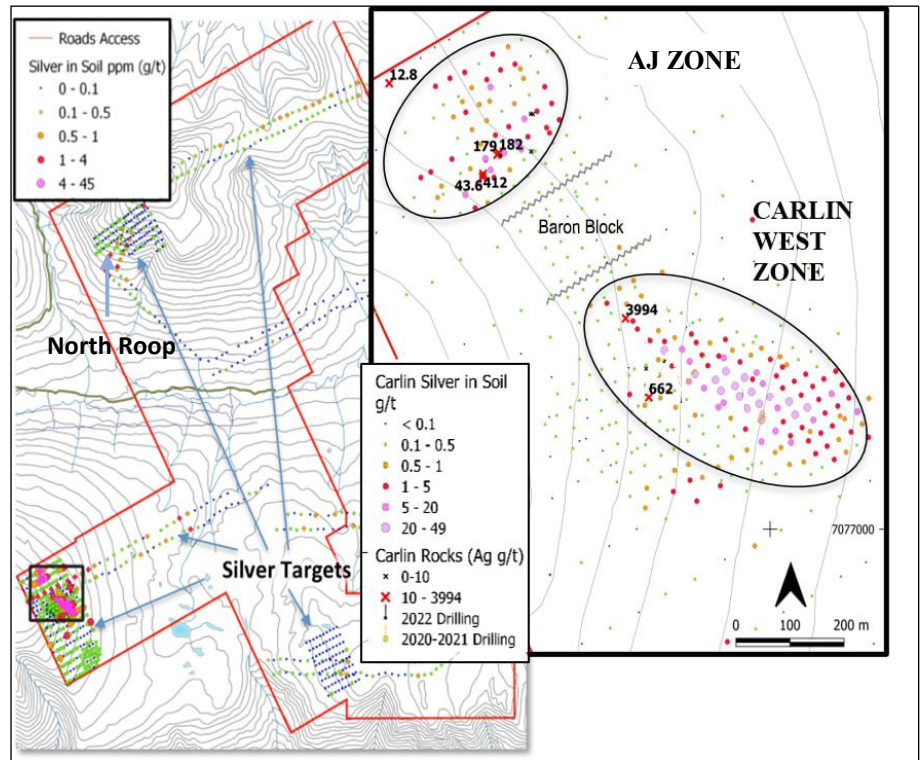 Roads Access
Silver in Soil ppm (g/t)
0 - 0.1
0.1 - 0.5
0.5 - 1
1 - 4
4 - 45
North Roop
Silver Targets
AJ ZONE
12.8
179
182
43.6
412
Baron Block
CARLIN
WEST
ZONE
3994
662
7077000
0 100 200 m
Carlin Silver in Soil
g/t
< 0.1
0.1 - 0.5
0.5 - 1
1 - 5
5 - 20
20 - 49
Carlin Rocks (Ag g/t)
0-10
10 - 3994
2022 Drilling
2020-2021 Drilling